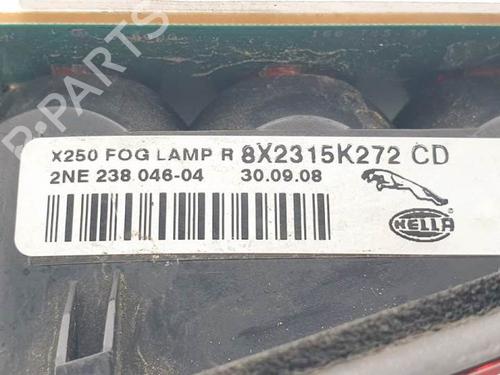 X250 FOG LAMP R 8X2315K272 CD
2NE 238 046-04 30.09.08
HELLA
B-PARTS